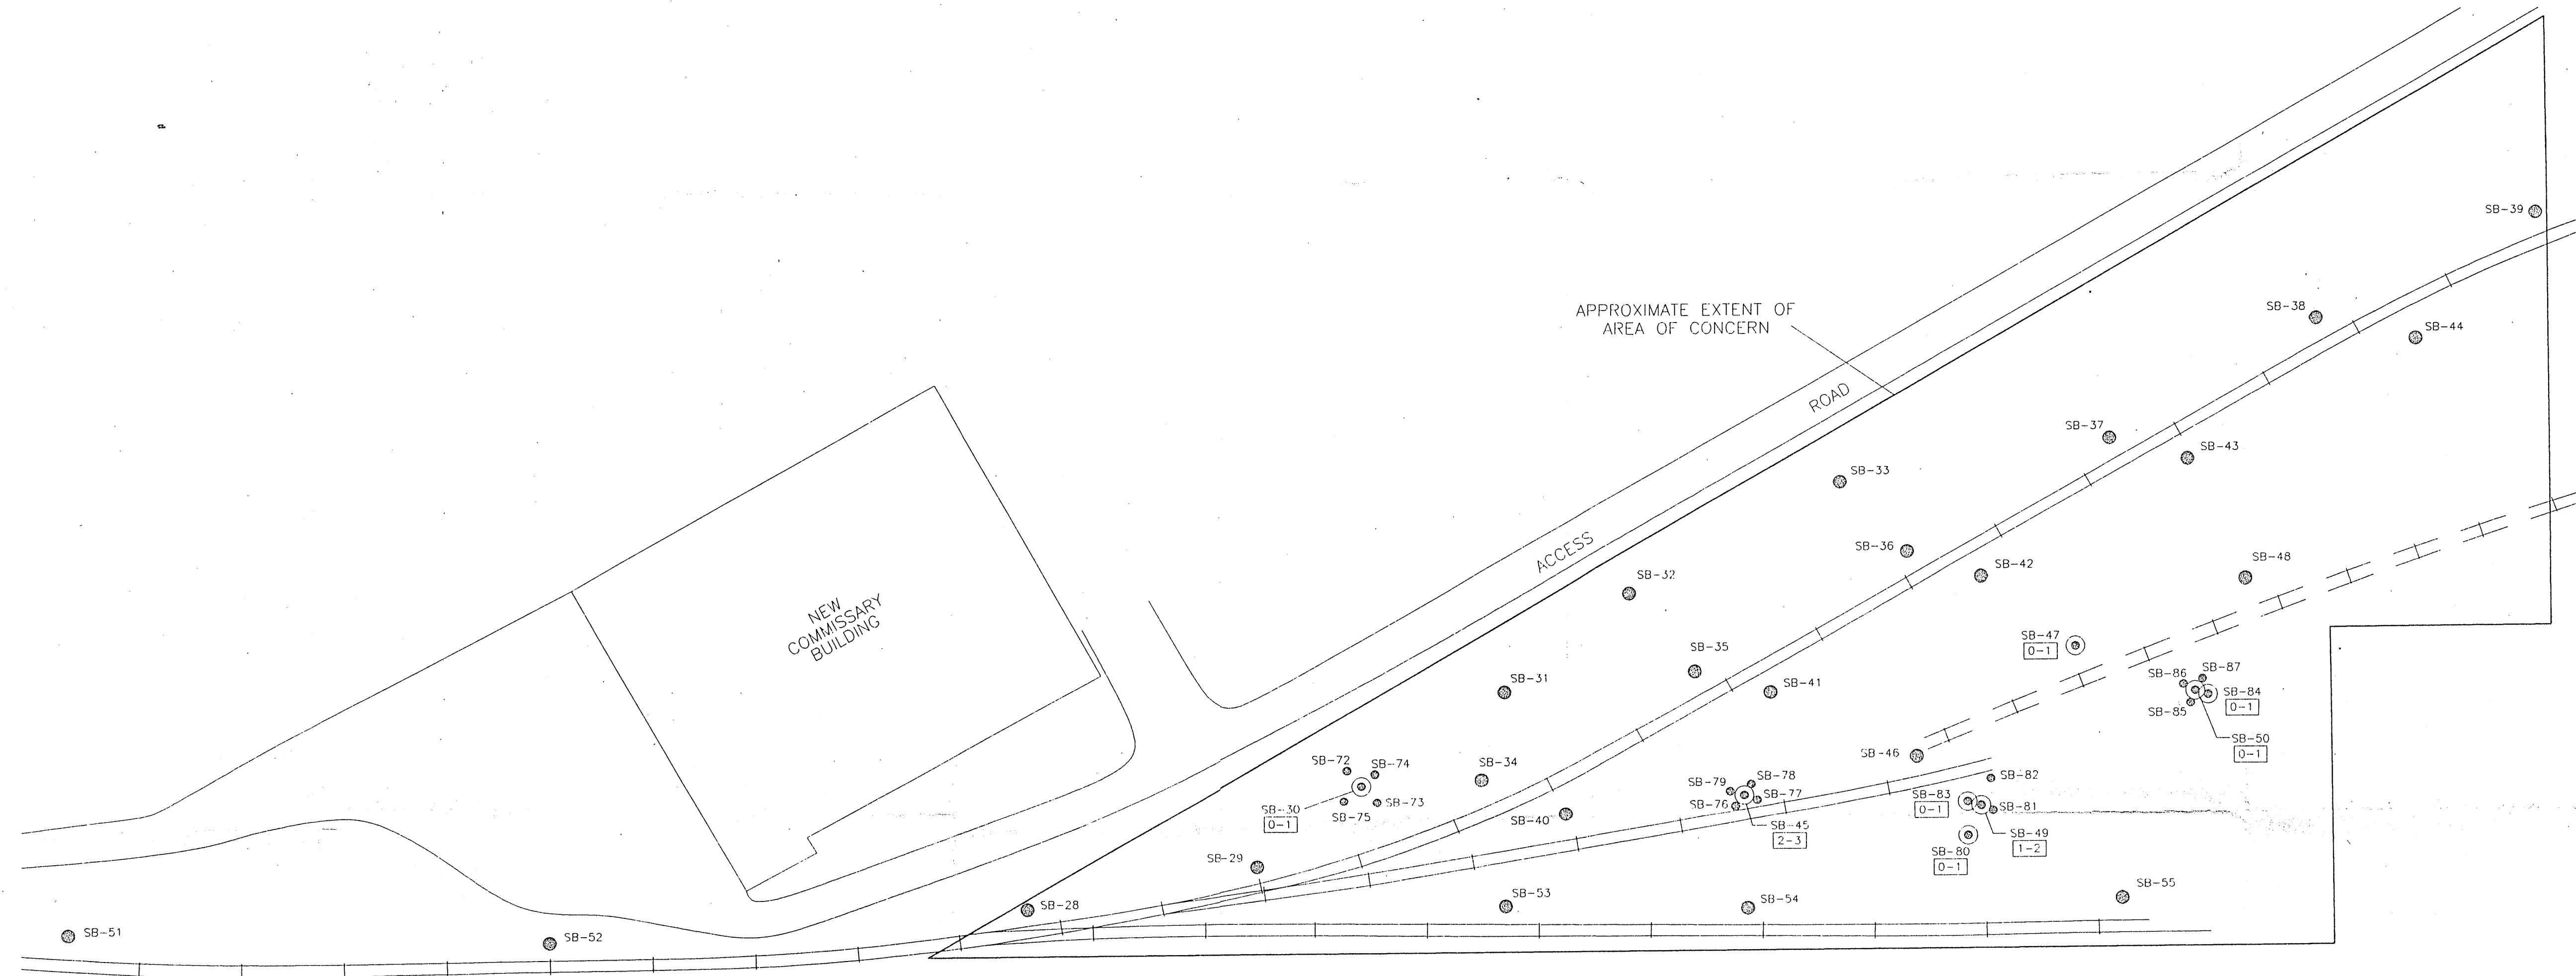 SB-39
SB-38
SB-44
APPROXIMATE EXTENT OF
AREA OF CONCERN
ROAD
SB-37
SB-43
SB-33
ACCESS
SB-36
SB-42
SB-32
SB-48
NEW
COMMISSARY
BUILDING
SB-47
0-1
SB-35
SB-31
SB-41
SB-86
SB-87
SB-84
0-1
SB-85
SB-50
0-1
SB-46
SB-72
SB-74
SB-34
SB-30
0-1
SB-73
SB-75
SB-79
SB-78
SB-77
SB-76
SB-45
2-3
SB-82
SB-83
0-1
SB-81
SB-49
1-2
SB-80
0-1
SB-40
SB-29
SB-28
SB-53
SB-54
SB-55
SB-51
SB-52